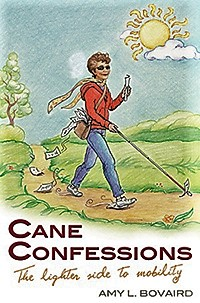 CANE
CONFESSIONS
The lighter side to mobility
AMY L. BOVAIRD